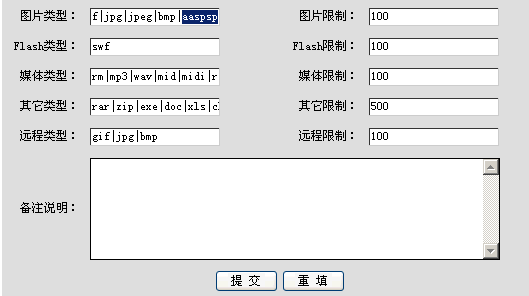 图片类型： f|jpg|jpeg|bmp|aaspsp 图片限制： 100
Flash类型： swf Flash限制： 100
媒体类型： rm|mp3|wav|mid|midi|r 媒体限制： 100
其它类型： rar|zip|exe|doc|xls|c 其它限制： 500
远程类型： gif|jpg|bmp 远程限制： 100
备注说明：
提 交 重 填